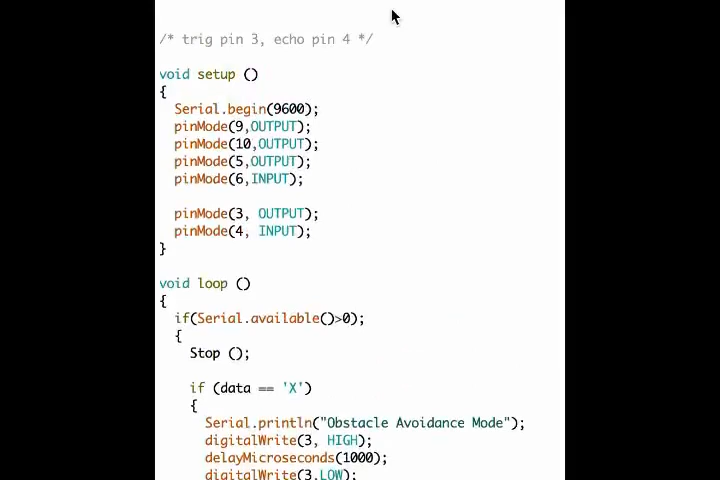 /* trig pin 3, echo pin 4 */
void setup ()
{
Serial.begin(9600);
pinMode(9,OUTPUT);
pinMode(10,OUTPUT);
pinMode(5,OUTPUT);
pinMode(6,INPUT);
pinMode(3, OUTPUT);
pinMode(4, INPUT);
}
void loop ()
{
if(Serial.available()>0);
{
Stop ();
if (data == 'X')
{
Serial.println("Obstacle Avoidance Mode");
digitalWrite(3, HIGH);
delayMicroseconds(1000);
digitalWrite(3,LOW);